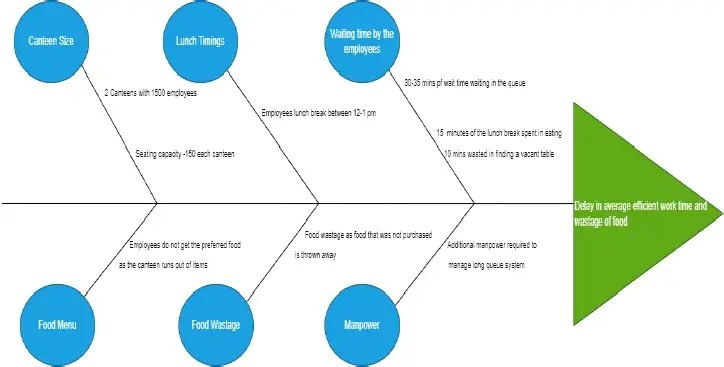 Canteen Size
Lunch Timings
Waiting time by the
employees
30-35 mins pf wait time waiting in the queue
2 Canteens with 1500 employees
Employees lunch break between 12-1 pm
15 minutes of the lunch break spent in eating
Seating capacity -150 each canteen
10 mins wasted in finding a vacant table
Delay in average efficient work time and
wastage of food
Employees do not get the preferred food
as the canteen runs out of items
Food wastage as food that was not purchased
is thrown away
Additional manpower required to
manage long queue system
Food Menu
Food Wastage
Manpower